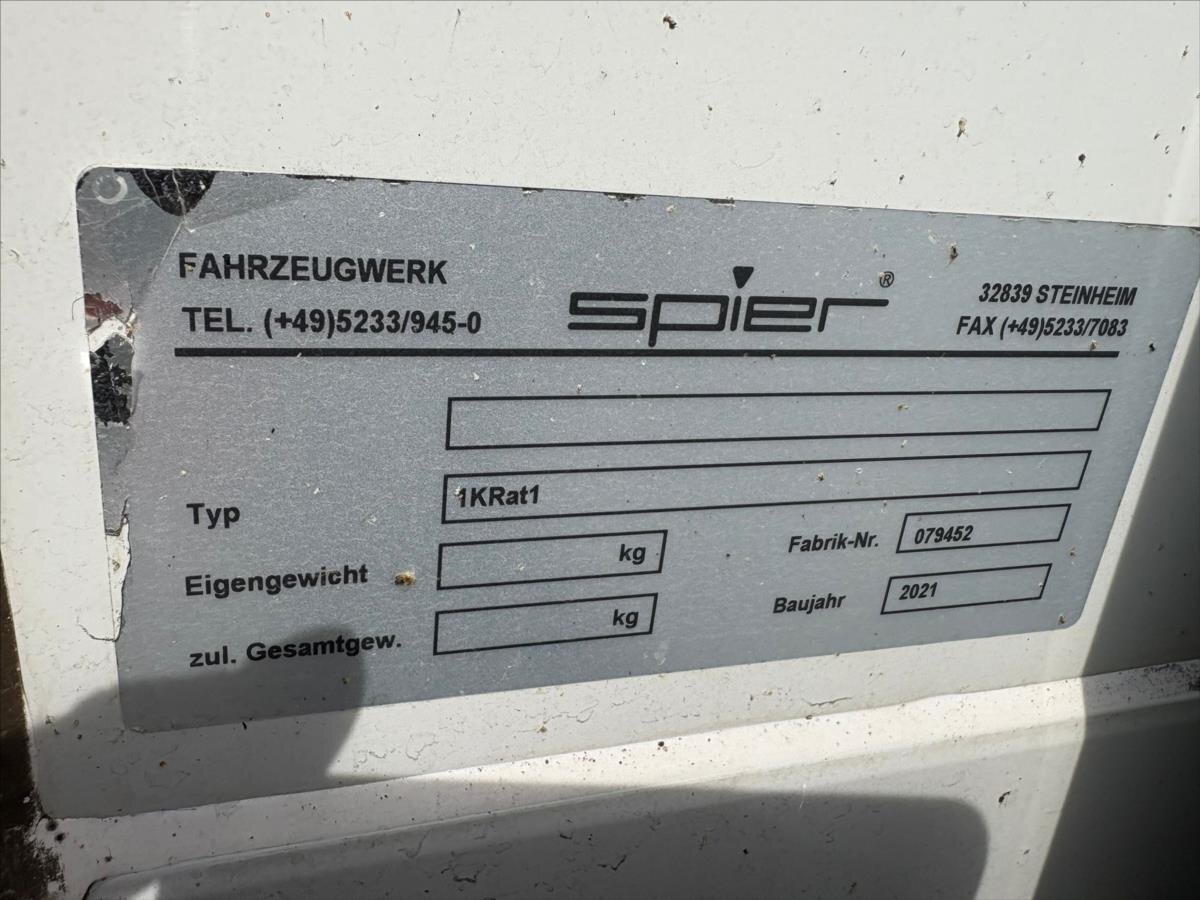 FAHRZEUGWERK
TEL. (+49)5233/945-0
spier®
32839 STEINHEIM
FAX (+49)5233/7083
Typ 1KRat1
Eigengewicht kg
zul. Gesamtgew. kg
Fabrik-Nr. 079452
Baujahr 2021